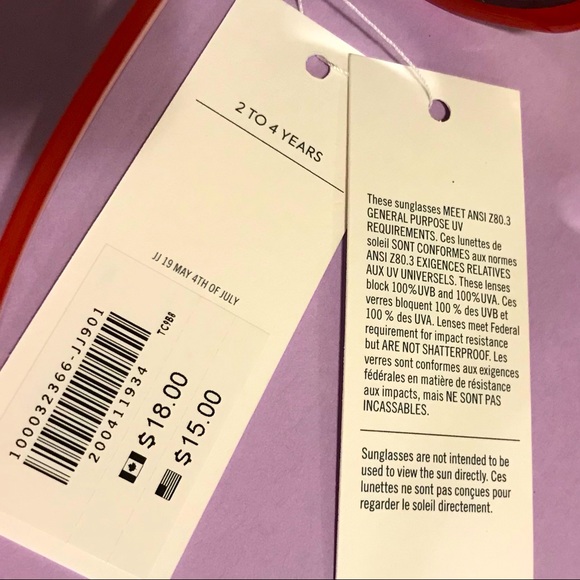 2 TO 4 YEARS
JJ 19 MAY 4TH OF JULY
100032366-JJ901
200411934
TC1B8
$18.00
$15.00
These sunglasses MEET ANSI Z80.3
GENERAL PURPOSE UV
REQUIREMENTS. Ces lunettes de
soleil SONT CONFORMES aux normes
ANSI Z80.3 EXIGENCES RELATIVES
AUX UV UNIVERSELS. These lenses
block 100%UVB and 100%UVA. Ces
verres bloquent 100 % des UVB et
100 % des UVA. Lenses meet Federal
requirement for impact resistance
but ARE NOT SHATTERPROOF. Les
verres sont conformes aux exigences
fédérales en matière de résistance
aux impacts, mais NE SONT PAS
INCASSABLES.
Sunglasses are not intended to be
used to view the sun directly. Ces
lunettes ne sont pas conçues pour
regarder le soleil directement.